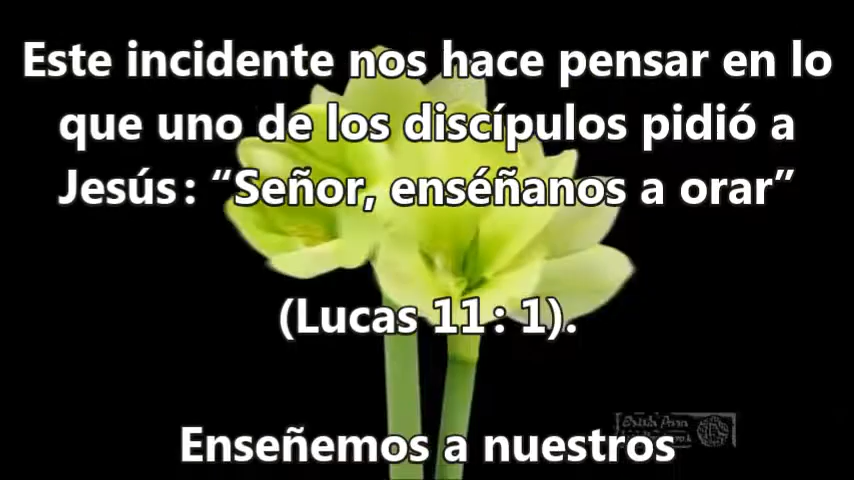 Este incidente nos hace pensar en lo
que uno de los discípulos pidió a
Jesús: “Señor, enséñanos a orar”
(Lucas 11: 1).
Enseñemos a nuestros